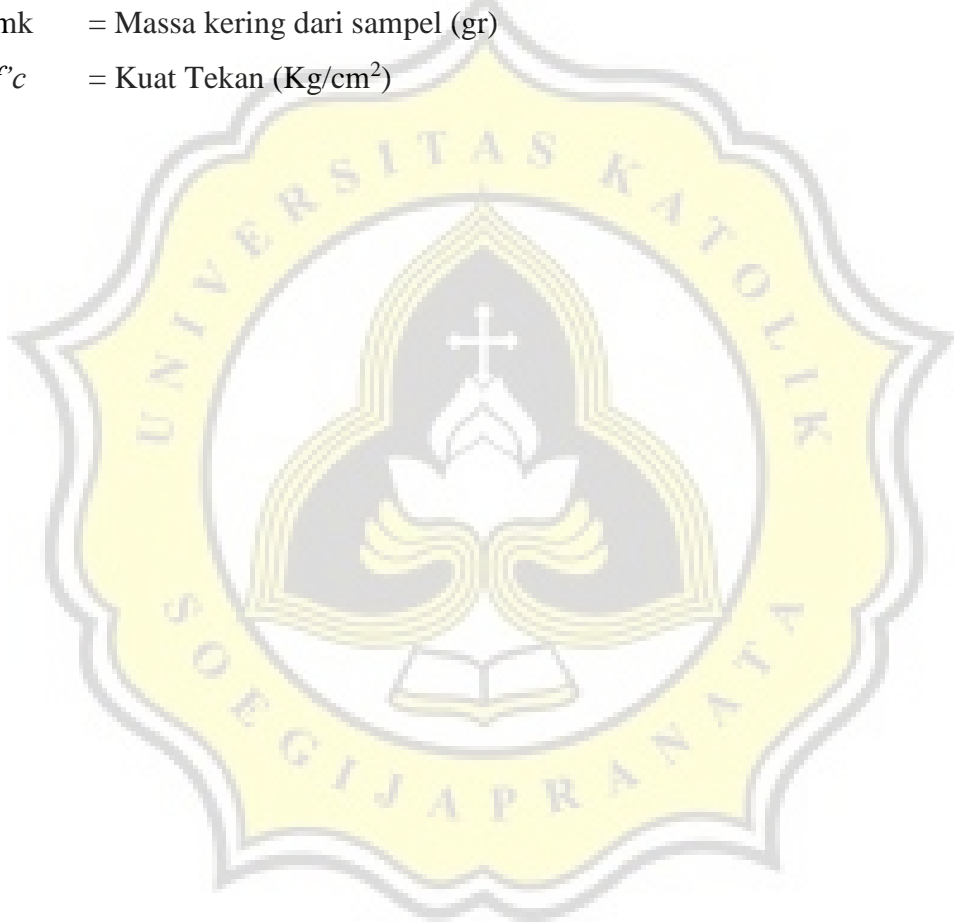 mk = Massa kering dari sampel (gr)
f'c = Kuat Tekan (Kg/cm²)
UNIVERSITAS KATOLIK
SOEGIJAPRANATA